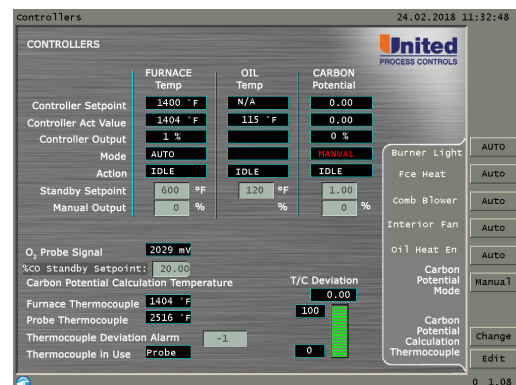 Controllers 24.02.2018 11:32:48
CONTROLLERS
United
PROCESS CONTROLS
FURNACE OIL CARBON
Temp Temp Potential
Controller Setpoint 1400 °F N/A 0.00
Controller Act Value 1404 °F 115 °F 0.00
Controller Output 1 % 0 %
Mode AUTO MANUAL
Action IDLE IDLE IDLE
Standby Setpoint 600 °F 120 °F 1.00
Manual Output 0 % % 0 %
Burner Light AUTO
Fce Heat Auto
Comb Blower Auto
Interior Fan Auto
Oil Heat En Auto
Carbon Potential Mode Manual
Carbon Potential Calculation Thermocouple Change
Edit
O2 Probe Signal 2029 mV
%CO Standby Setpoint: 20.00
Carbon Potential Calculation Temperature T/C Deviation
0.00
Furnace Thermocouple 1404 °F 100
Probe Thermocouple 2516 °F
Thermocouple Deviation Alarm -1
Thermocouple in Use Probe 0
0 1.08